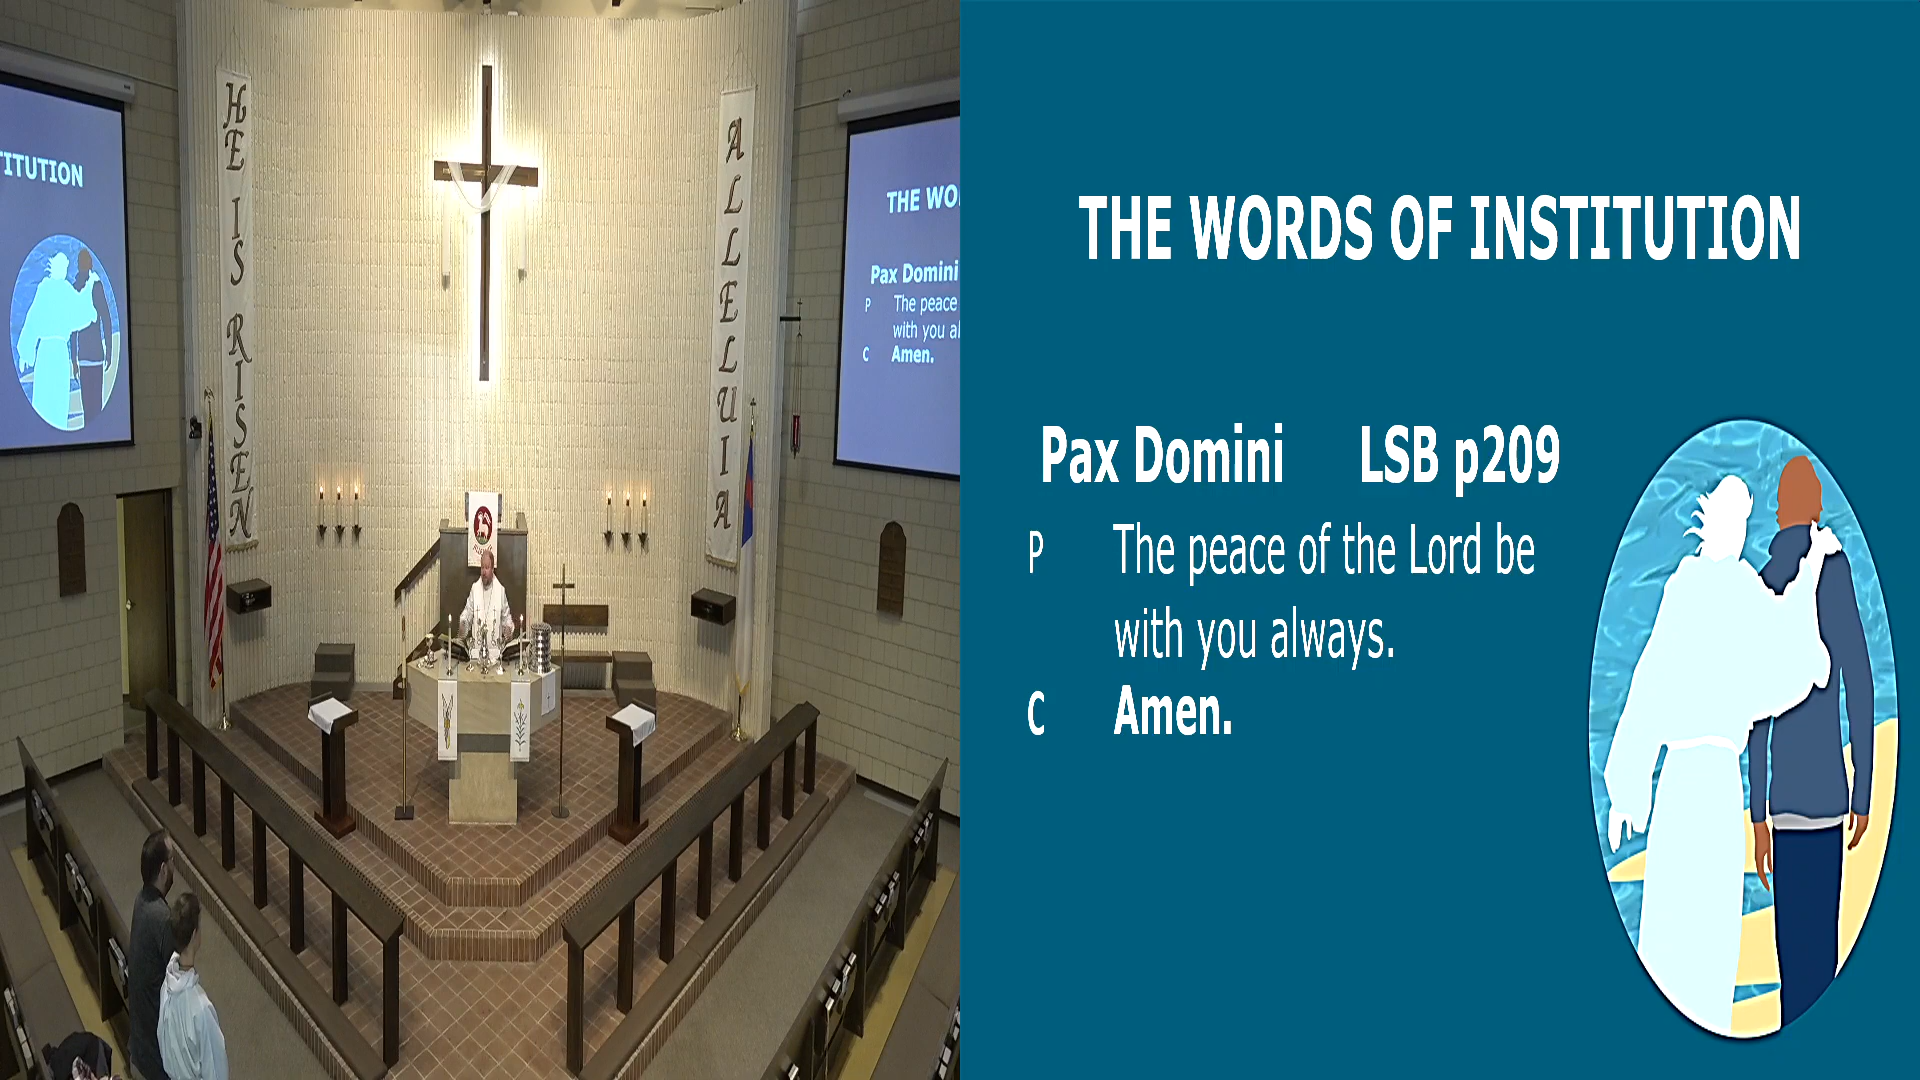 HE IS RISEN
ALLELUIA
TITUTION
THE WO
Pax Domini
P The peace
with you al
C Amen.
THE WORDS OF INSTITUTION
Pax Domini LSB p209
P The peace of the Lord be
with you always.
C Amen.